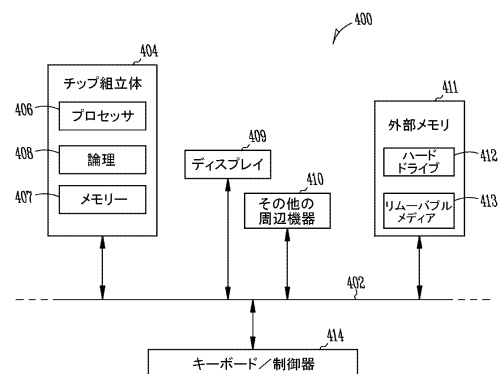 400
404
チップ組立体
406
プロセッサ
408
論理
407
メモリー
409
ディスプレイ
410
その他の
周辺機器
411
外部メモリ
ハード
ドライブ
412
リムーバブル
メディア
413
402
414
キーボード／制御器